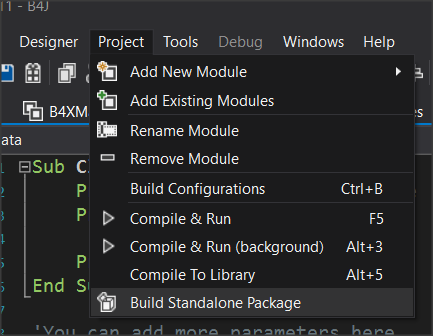 1 - B4J
Designer Project Tools Debug Windows Help
Add New Module
B4XMa
Add Existing Modules
ata
Rename Module
Sub C
Remove Module
P
Build Configurations Ctrl+B
P
Compile & Run F5
Compile & Run (background) Alt+3
P
Compile To Library Alt+5
End Su
Build Standalone Package
'You can add more parameters here